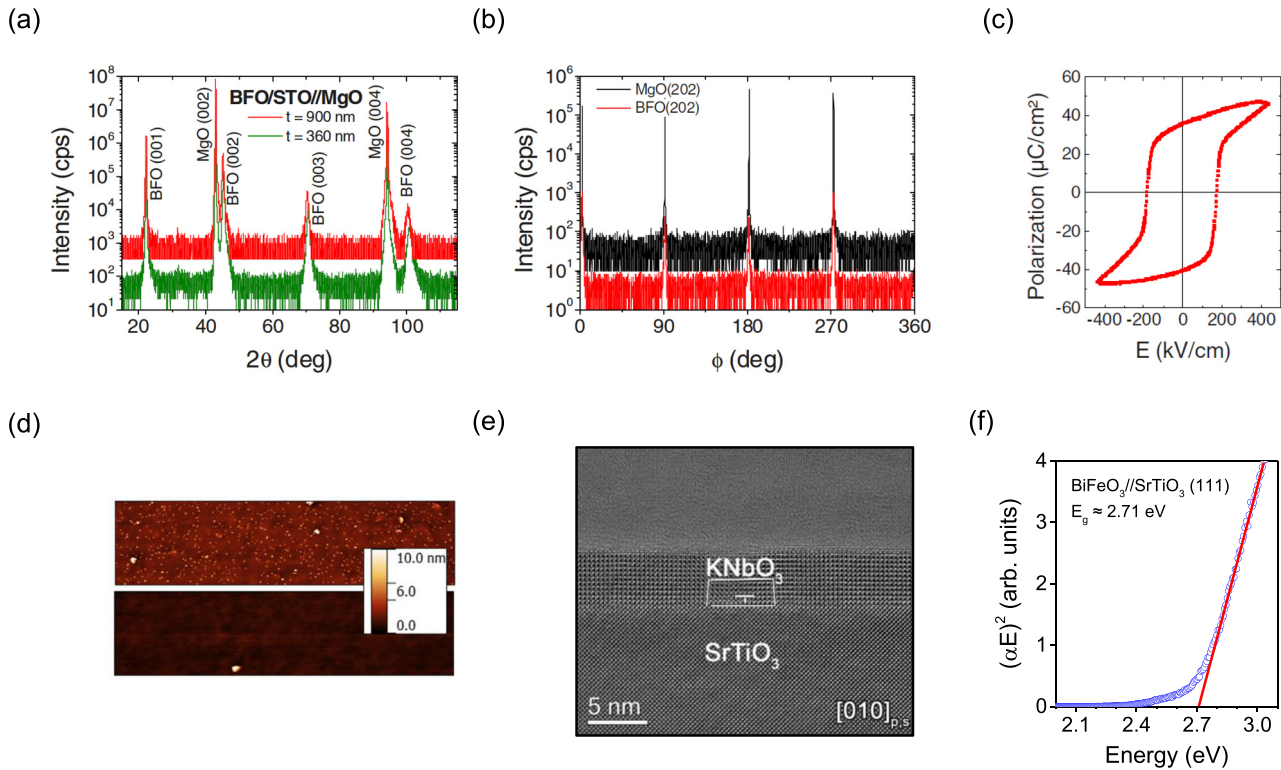 (a)
10⁸
10⁷
10⁶
10⁵
10⁴
10³
10²
10¹
Intensity (cps)
BFO/STO//MgO
t = 900 nm
t = 360 nm
BFO (001)
MgO (002)
BFO (002)
BFO (003)
MgO (004)
BFO (004)
20 40 60 80 100
2θ (deg)
(b)
10⁶
10⁵
10⁴
10³
10²
10¹
10⁰
Intensity (cps)
MgO(202)
BFO(202)
0 90 180 270 360
ϕ (deg)
(c)
60
40
20
0
-20
-40
-60
Polarization (µC/cm²)
-400 -200 0 200 400
E (kV/cm)
(d)
10.0 nm
6.0
0.0
(e)
KNbO₃
SrTiO₃
5 nm
[010]ₚ,ₛ
(f)
4
3
2
1
0
(αE)² (arb. units)
BiFeO₃//SrTiO₃ (111)
E_g ≈ 2.71 eV
2.1 2.4 2.7 3.0
Energy (eV)